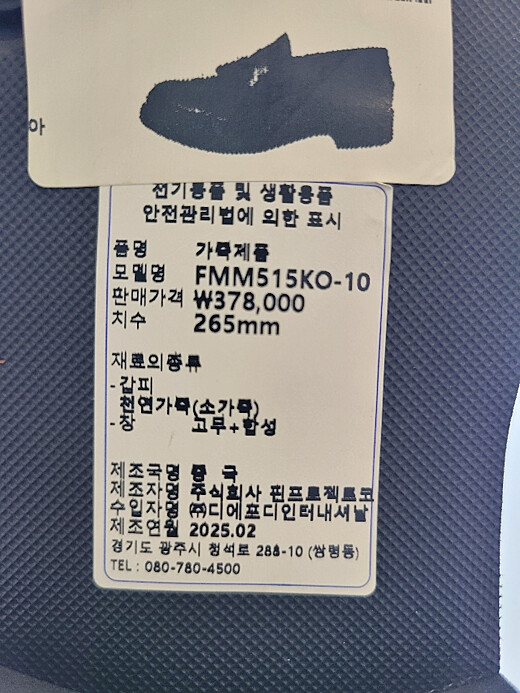 아
전기용품 및 생활용품
안전관리법에 의한 표시
품명 가죽제품
모델명 FMM515KO-10
판매가격 ₩378,000
치수 265mm
재료의종류
-갑피
천연가죽(소가죽)
-창 고무+합성
제조국명 중 국
제조자명 주식회사 핀프로젝트코
수입자명 ㈜디에포디인터내셔날
제조연월 2025.02
경기도 광주시 청석로 288-10 (쌍령동)
TEL : 080-780-4500